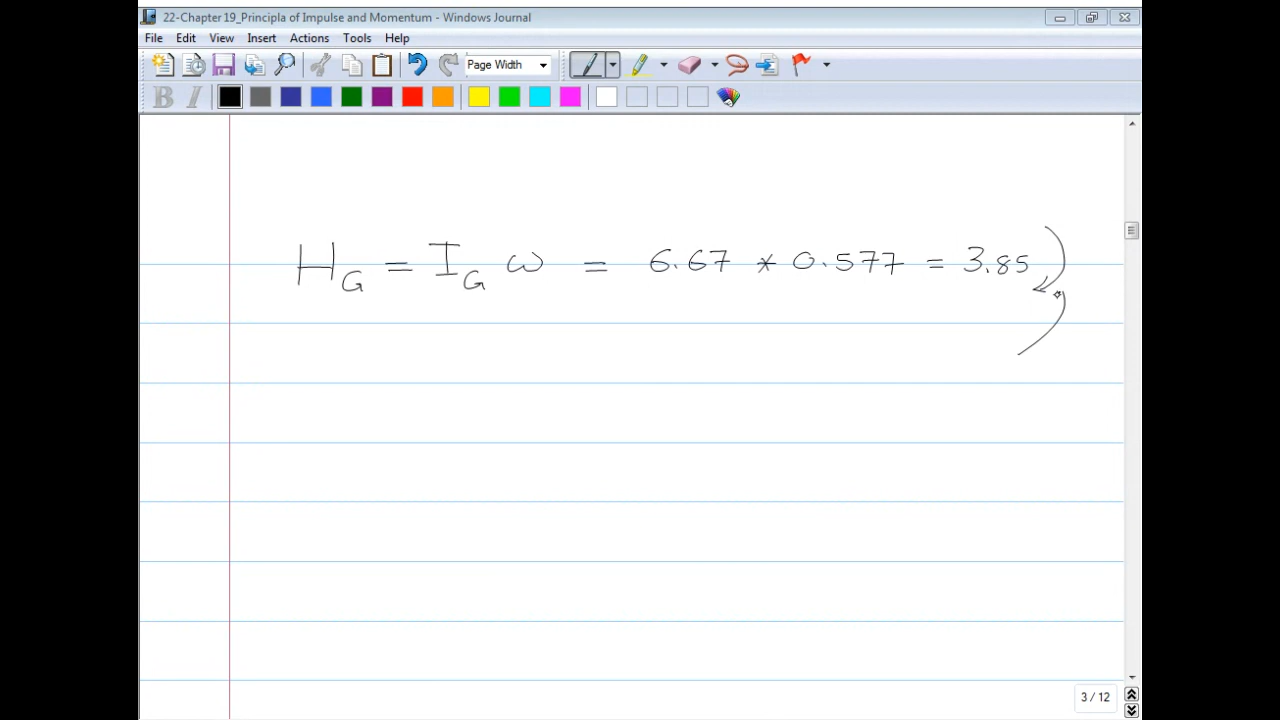 22-Chapter 19_Principla of Impulse and Momentum - Windows Journal
File Edit View Insert Actions Tools Help
Page Width
B I
H_G = I_G ω = 6.67 * 0.577 = 3.85
3 / 12